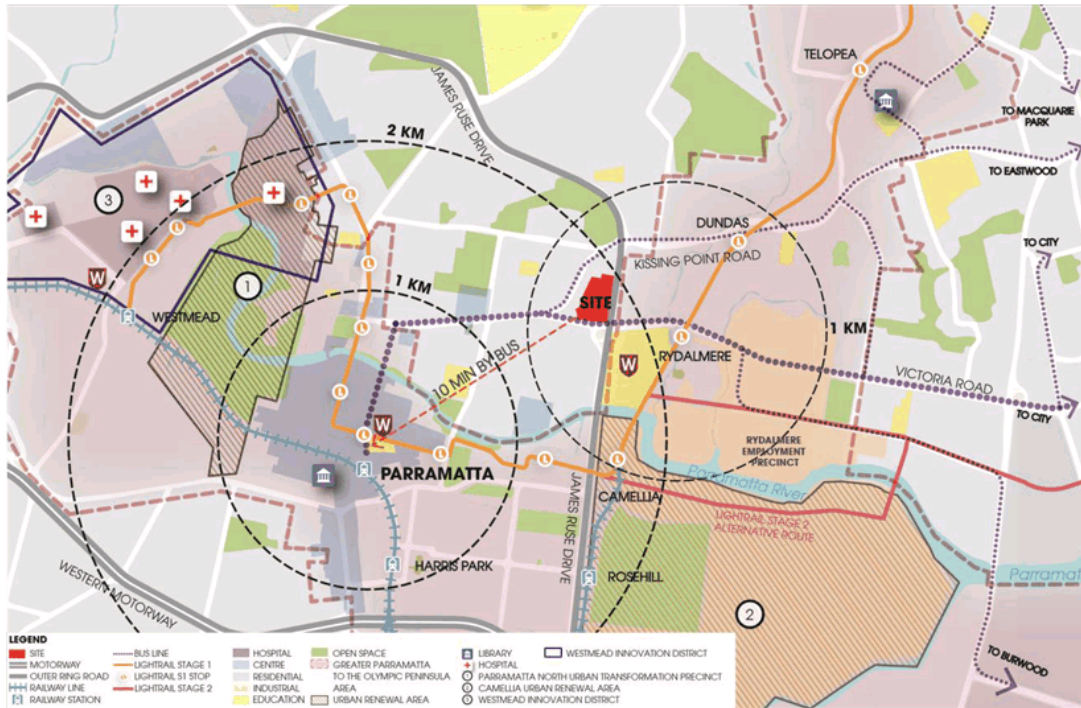 TELOPEA
JAMES RUSE DRIVE
TO MACQUARIE
PARK
2 KM
TO EASTWOOD
3
DUNDAS
TO CITY
KISSING POINT ROAD
W
1
1 KM
SITE
WESTMEAD
1 KM
RYDALMERE
10 MIN BY BUS
W
VICTORIA ROAD
TO CITY
W
RYDALMERE
EMPLOYMENT
PRECINCT
PARRAMATTA
Parramatta River
CAMELLIA
LIGHTRAIL STAGE 2
ALTERNATIVE ROUTE
JAMES RUSE DRIVE
HARRIS PARK
ROSEHILL
Parramatt
WESTERN MOTORWAY
2
TO BURWOOD
LEGEND
SITE
MOTORWAY
OUTER RING ROAD
RAILWAY LINE
RAILWAY STATION
BUS LINE
LIGHTRAIL STAGE 1
LIGHTRAIL S1 STOP
LIGHTRAIL STAGE 2
HOSPITAL
CENTRE
RESIDENTIAL
INDUSTRIAL
EDUCATION
OPEN SPACE
GREATER PARRAMATTA
TO THE OLYMPIC PENINSULA
AREA
URBAN RENEWAL AREA
LIBRARY
HOSPITAL
PARRAMATTA NORTH URBAN TRANSFORMATION PRECINCT
CAMELLIA URBAN RENEWAL AREA
WESTMEAD INNOVATION DISTRICT
WESTMEAD INNOVATION DISTRICT